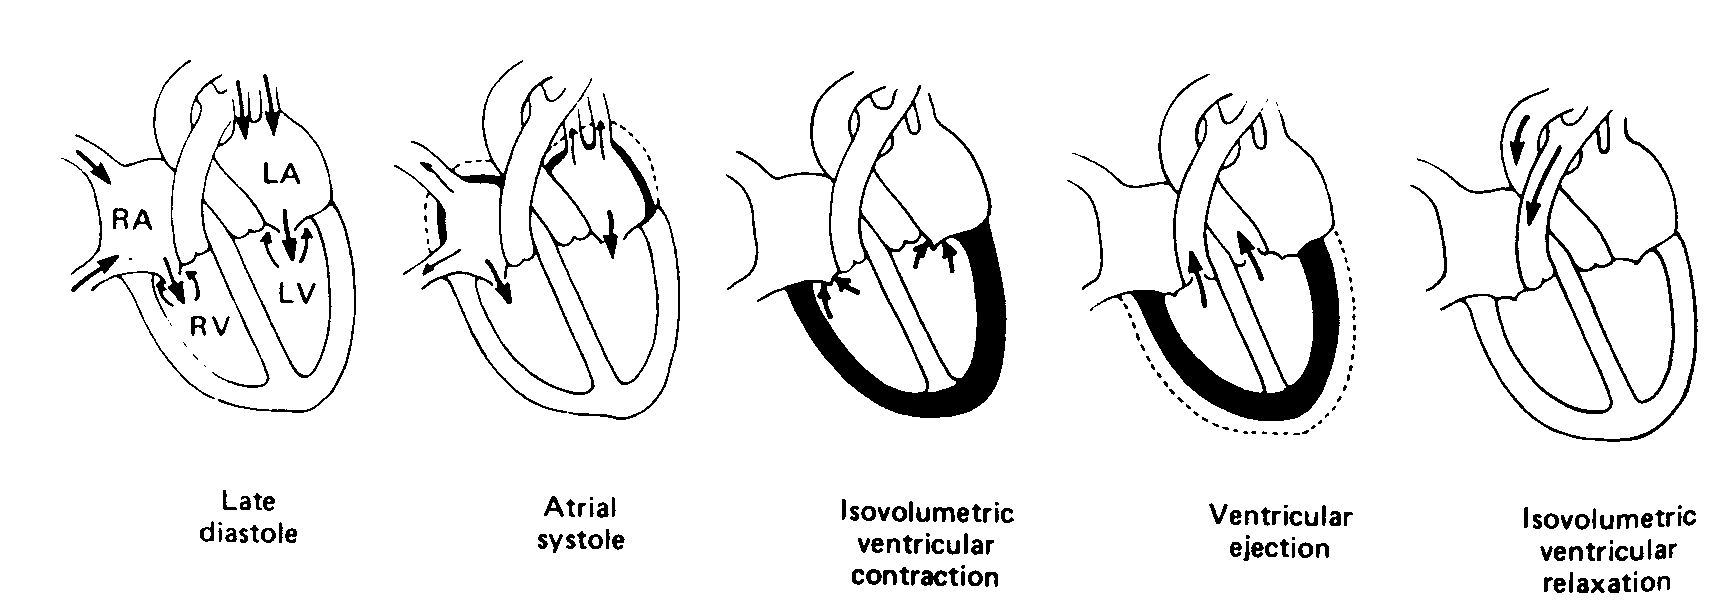 LA
RA
LV
RV
Late
diastole
Atrial
systole
Isovolumetric
ventricular
contraction
Ventricular
ejection
Isovolumetric
ventricular
relaxation